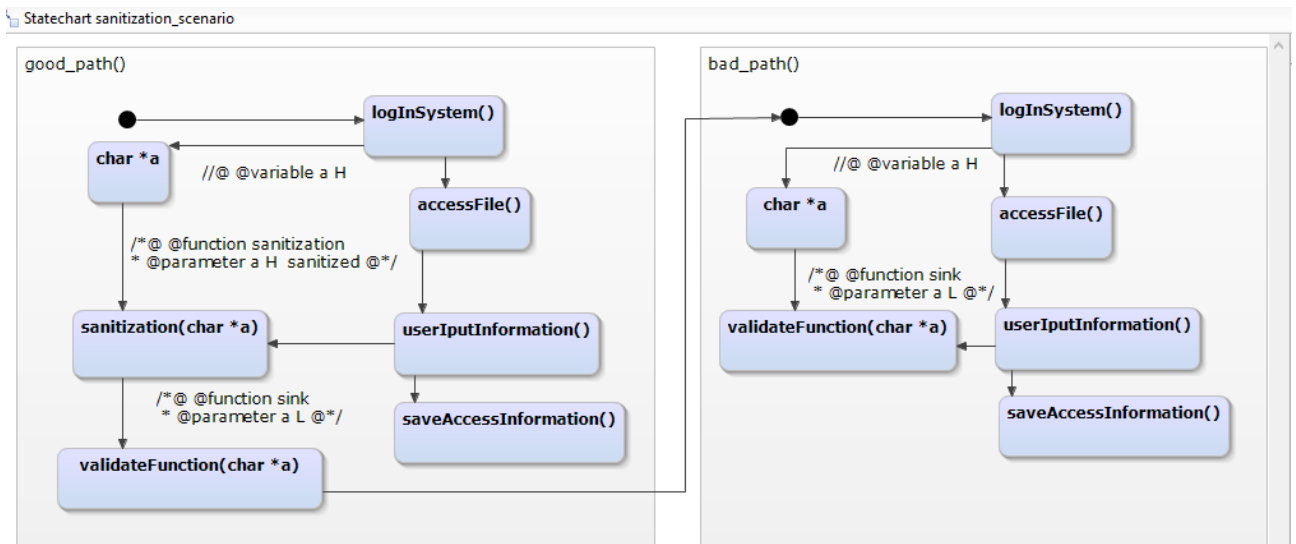 Statechart sanitization_scenario
good_path()
logInSystem()
char *a
//@ @variable a H
accessFile()
/*@ @function sanitization
* @parameter a H sanitized @*/
sanitization(char *a)
userIputInformation()
/*@ @function sink
* @parameter a L @*/
saveAccessInformation()
validateFunction(char *a)
bad_path()
logInSystem()
//@ @variable a H
char *a
accessFile()
/*@ @function sink
* @parameter a L @*/
validateFunction(char *a)
userIputInformation()
saveAccessInformation()